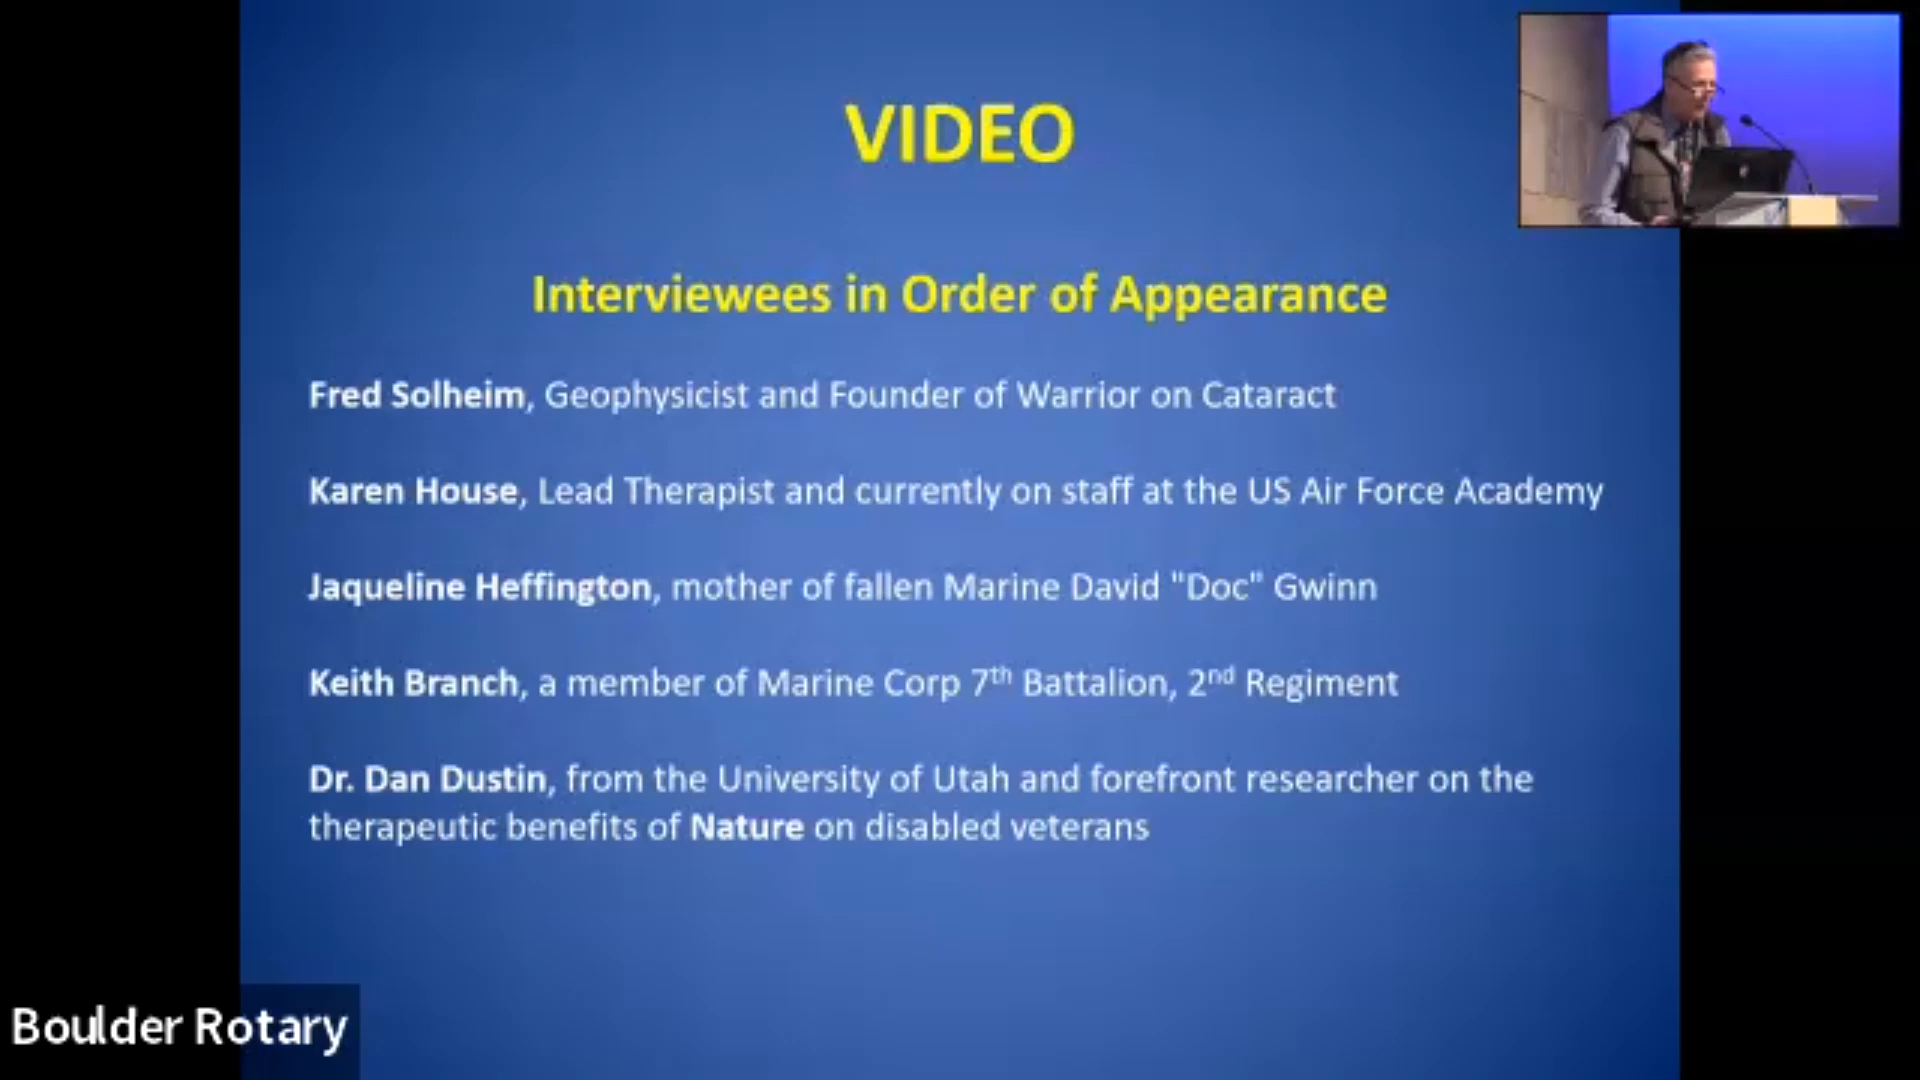 VIDEO
Interviewees in Order of Appearance
Fred Solheim, Geophysicist and Founder of Warrior on Cataract
Karen House, Lead Therapist and currently on staff at the US Air Force Academy
Jaqueline Heffington, mother of fallen Marine David "Doc" Gwinn
Keith Branch, a member of Marine Corp 7th Battalion, 2nd Regiment
Dr. Dan Dustin, from the University of Utah and forefront researcher on the
therapeutic benefits of Nature on disabled veterans
Boulder Rotary